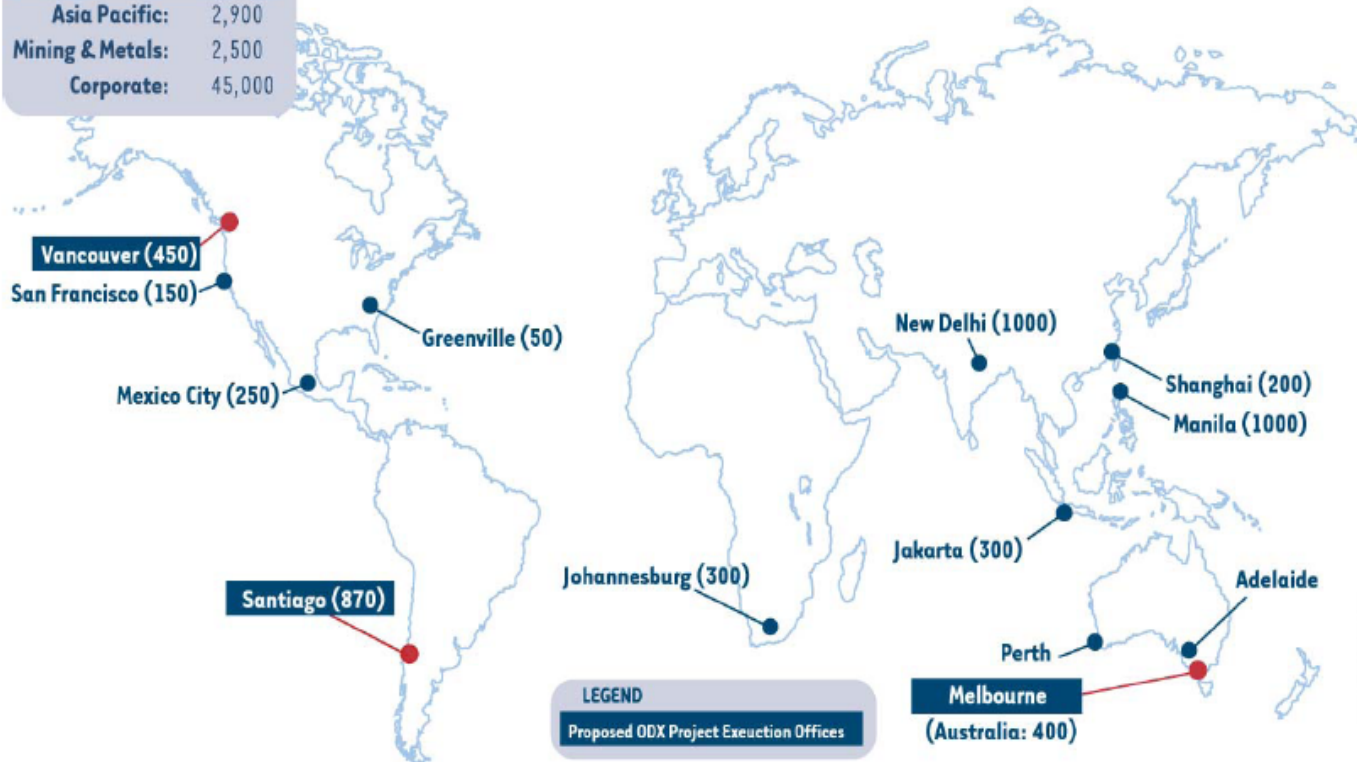 Asia Pacific: 2,900
Mining & Metals: 2,500
Corporate: 45,000
Vancouver (450)
San Francisco (150)
Greenville (50)
Mexico City (250)
New Delhi (1000)
Shanghai (200)
Manila (1000)
Jakarta (300)
Johannesburg (300)
Santiago (870)
Adelaide
Perth
Melbourne
(Australia: 400)
LEGEND
Proposed ODX Project Exeuction Offices